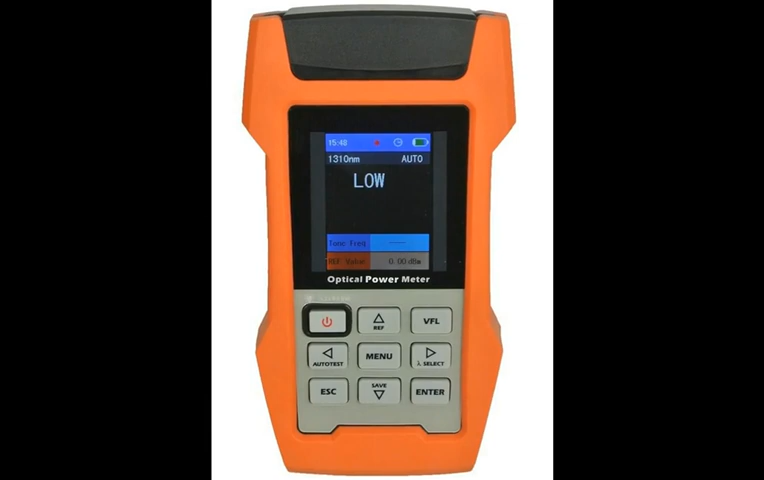 15:48
1310nm AUTO
LOW
Tone Freq ----
REF Value 0.00 dBm
Optical Power Meter
REF
VFL
AUTOTEST
MENU
λ SELECT
ESC
SAVE
ENTER